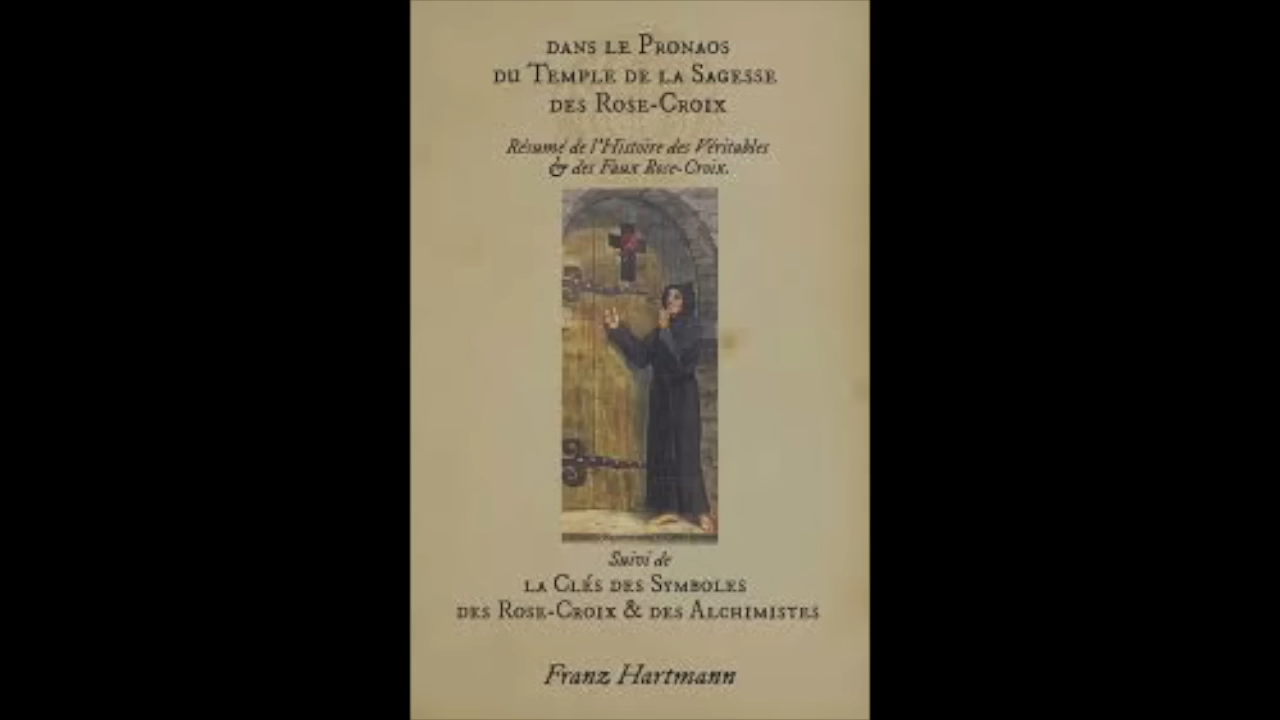 DANS LE PRONAOS
DU TEMPLE DE LA SAGESSE
DES ROSE-CROIX
Résumé de l'Histoire des Véritables
& des Faux Rose-Croix.
Suivi de
LA CLÉS DES SYMBOLES
DES ROSE-CROIX & DES ALCHIMISTES
Franz Hartmann